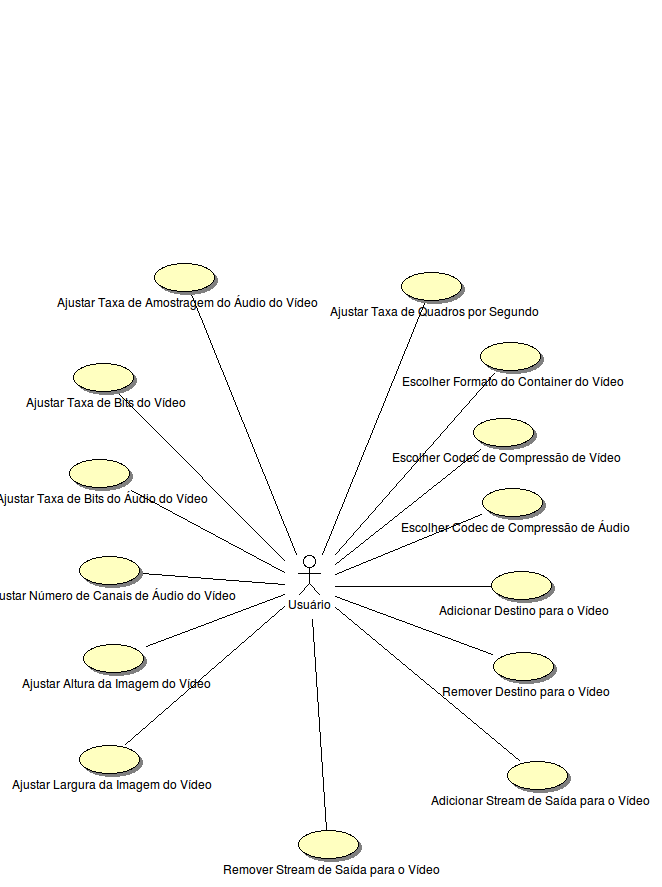 Ajustar Taxa de Amostragem do Áudio do Vídeo
Ajustar Taxa de Quadros por Segundo
Escolher Formato do Container do Vídeo
Ajustar Taxa de Bits do Vídeo
Escolher Codec de Compressão de Vídeo
Ajustar Taxa de Bits do Áudio do Vídeo
Escolher Codec de Compressão de Áudio
ustar Número de Canais de Áudio do Vídeo
Usuário
Adicionar Destino para o Vídeo
Ajustar Altura da Imagem do Vídeo
Remover Destino para o Vídeo
Ajustar Largura da Imagem do Vídeo
Adicionar Stream de Saída para o Vídeo
Remover Stream de Saída para o Vídeo